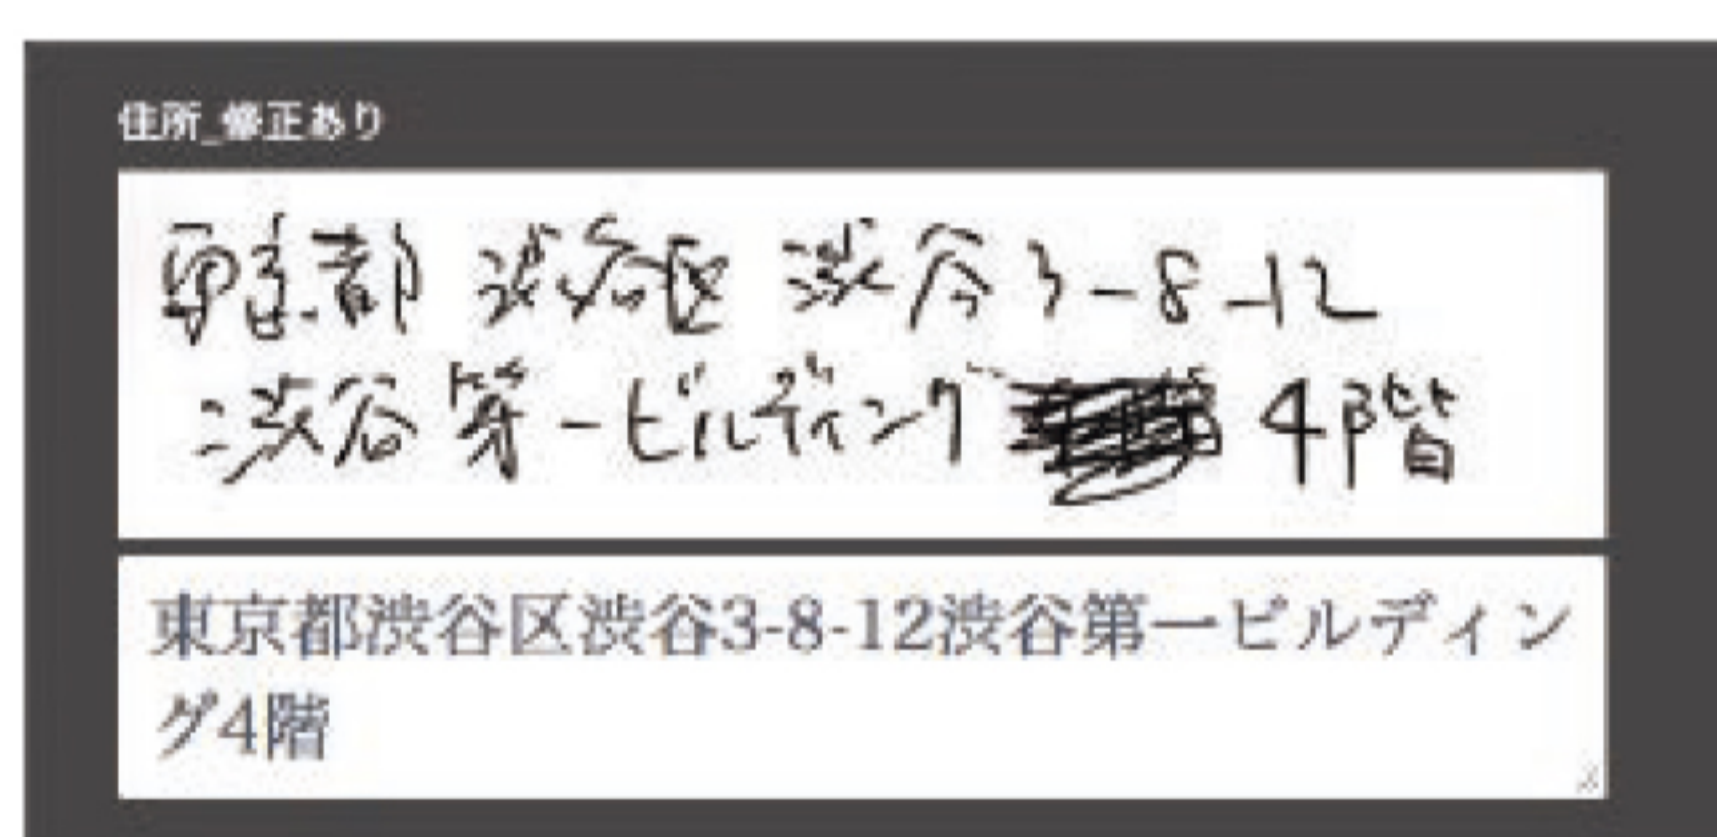 住所_修正あり
東京都 渋谷区 渋谷3-8-12
渋谷第一ビルディング 4階
東京都渋谷区渋谷3-8-12渋谷第一ビルディン
グ4階